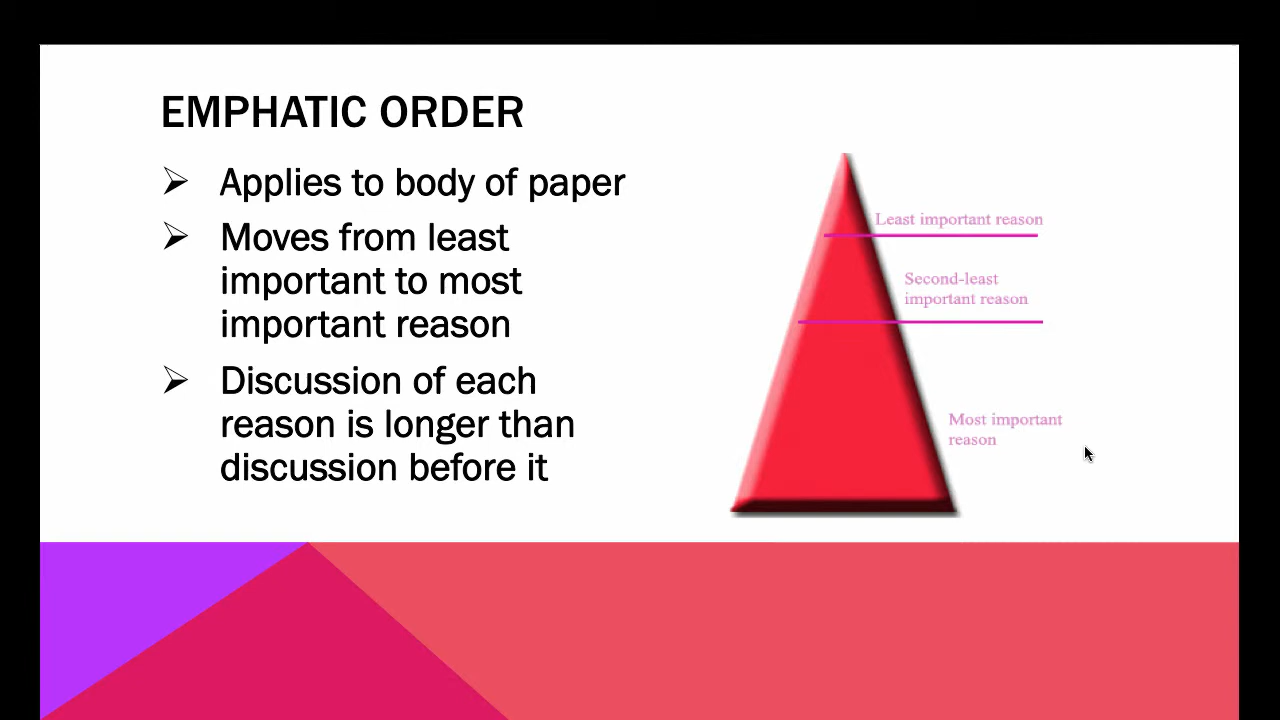 EMPHATIC ORDER
Applies to body of paper
Moves from least
important to most
important reason
Discussion of each
reason is longer than
discussion before it
Least important reason
Second-least
important reason
Most important
reason